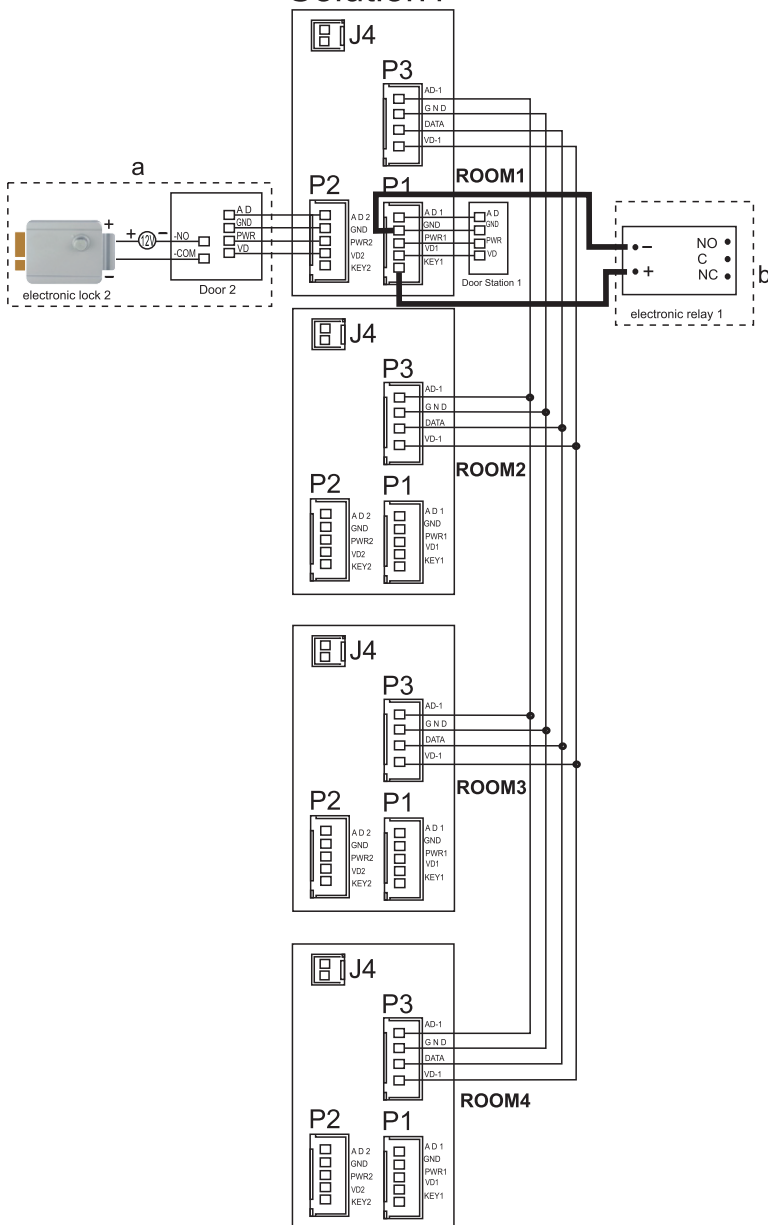 J4
P3
AD-1
G N D
DATA
VD-1
ROOM1
a
P2
P1
A D
GND
PWR
VD
-NO
-COM
+
+
12V
−
−
electronic lock 2
Door 2
A D 2
GND
PWR2
VD2
KEY2
A D 1
GND
PWR1
VD1
KEY1
A D
GND
PWR
VD
Door Station 1
−
+
NO
C
NC
b
electronic relay 1
J4
P3
AD-1
G N D
DATA
VD-1
ROOM2
P2
P1
A D 2
GND
PWR2
VD2
KEY2
A D 1
GND
PWR1
VD1
KEY1
J4
P3
AD-1
G N D
DATA
VD-1
ROOM3
P2
P1
A D 2
GND
PWR2
VD2
KEY2
A D 1
GND
PWR1
VD1
KEY1
J4
P3
AD-1
G N D
DATA
VD-1
ROOM4
P2
P1
A D 2
GND
PWR2
VD2
KEY2
A D 1
GND
PWR1
VD1
KEY1